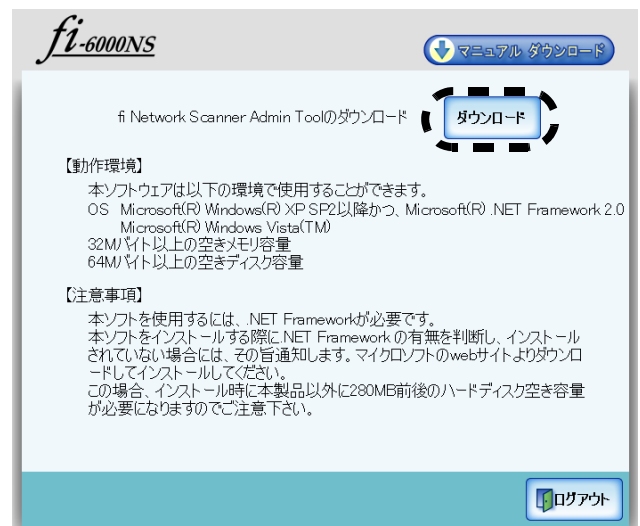 fi-6000NS
マニュアル ダウンロード
fi Network Scanner Admin Toolのダウンロード
ダウンロード
【動作環境】
本ソフトウェアは以下の環境で使用することができます。
OS Microsoft(R) Windows(R) XP SP2以降かつ、Microsoft(R) .NET Framework 2.0
Microsoft(R) Windows Vista(TM)
32Mバイト以上の空きメモリ容量
64Mバイト以上の空きディスク容量
【注意事項】
本ソフトを使用するには、.NET Frameworkが必要です。
本ソフトをインストールする際に.NET Framework の有無を判断し、インストール
されていない場合には、その旨通知します。マイクロソフトのwebサイトよりダウンロ
ードしてインストールしてください。
この場合、インストール時に本製品以外に280MB前後のハードディスク空き容量
が必要になりますのでご注意下さい。
ログアウト